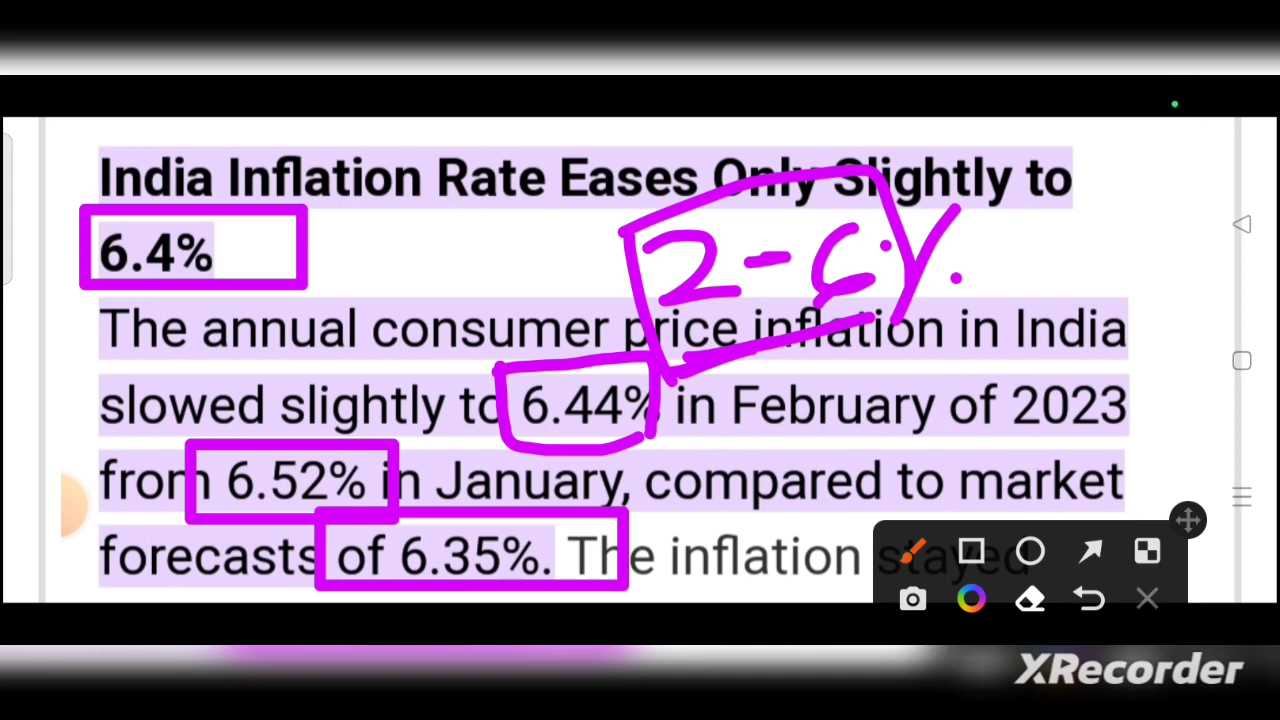 India Inflation Rate Eases Only Slightly to
6.4%
2-6%
The annual consumer price inflation in India
slowed slightly to 6.44% in February of 2023
from 6.52% in January, compared to market
forecasts of 6.35%. The inflation stayed
XRecorder